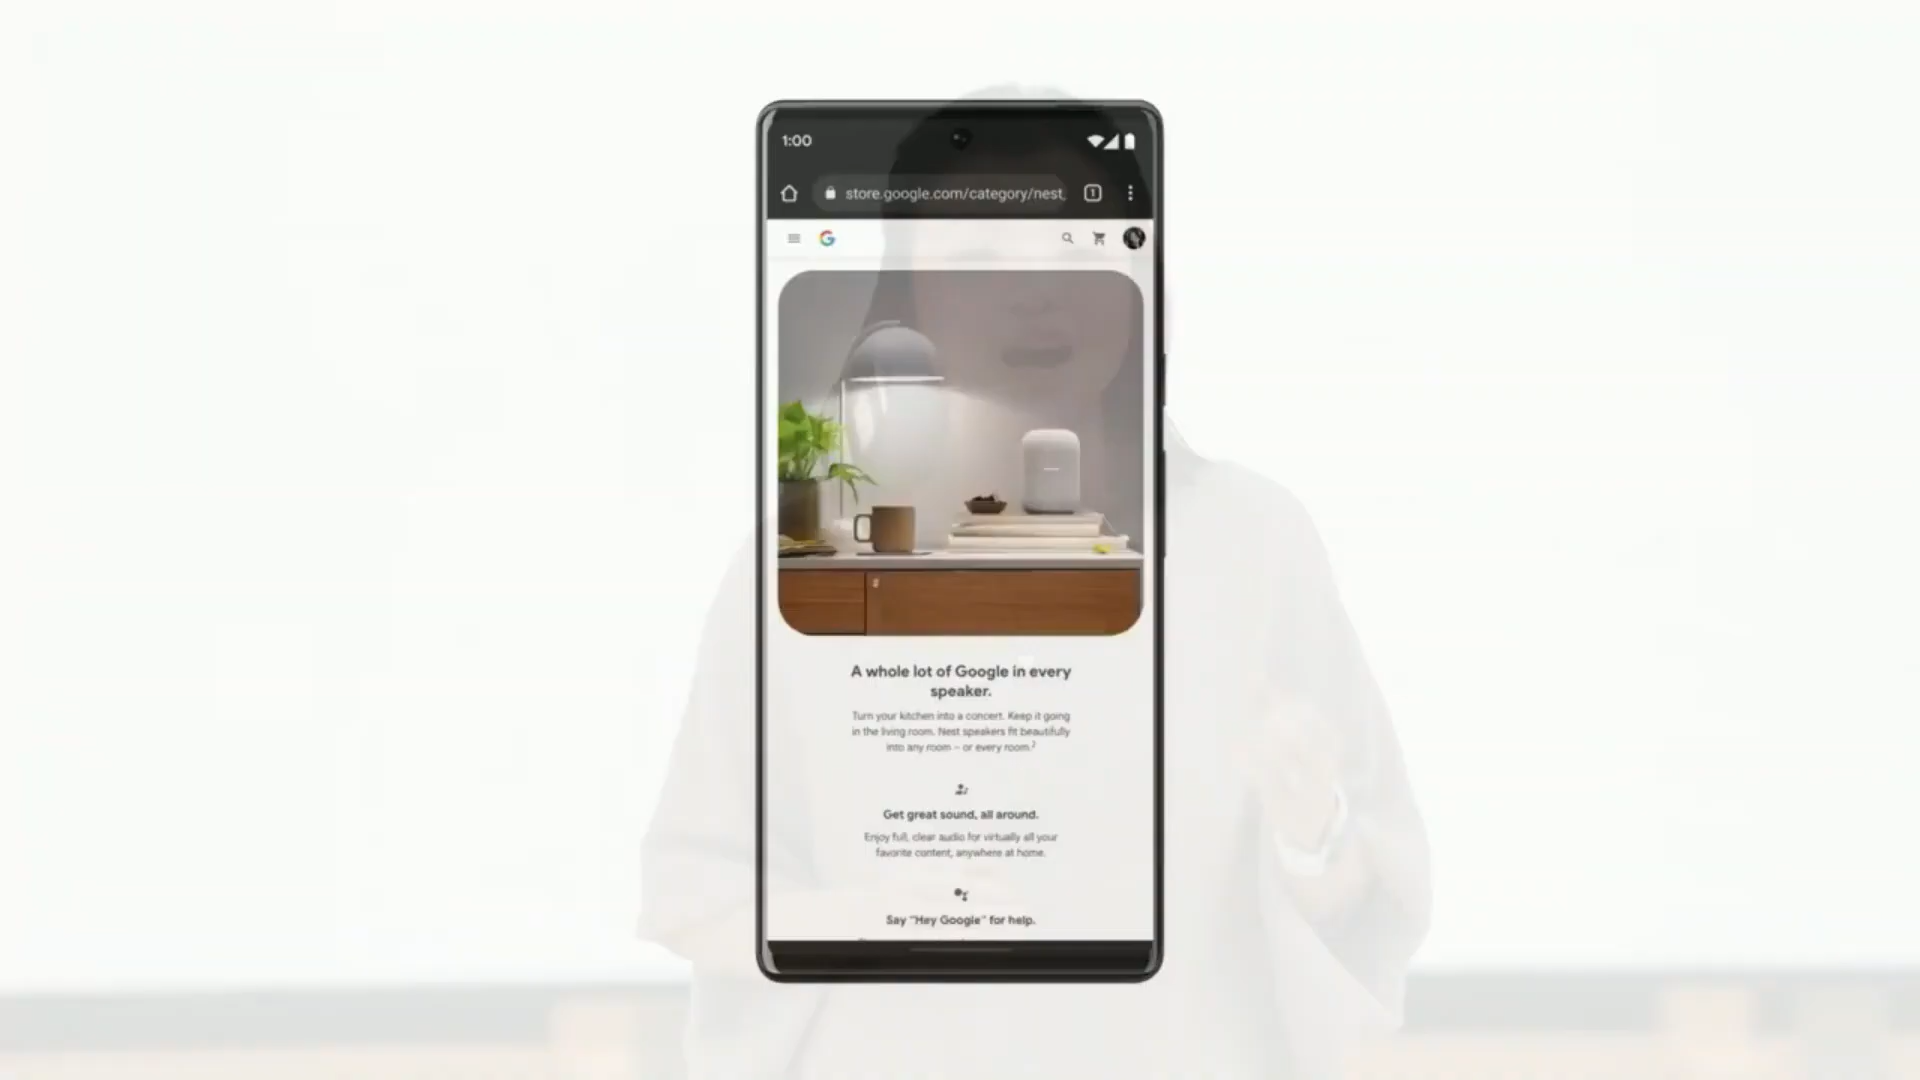 1:00
store.google.com/category/nest_
1
A whole lot of Google in every
speaker.
Turn your kitchen into a concert. Keep it going
in the living room. Nest speakers fit beautifully
into any room – or every room.²
Get great sound, all around.
Enjoy full, clear audio for virtually all your
favorite content, anywhere at home.
Say "Hey Google" for help.